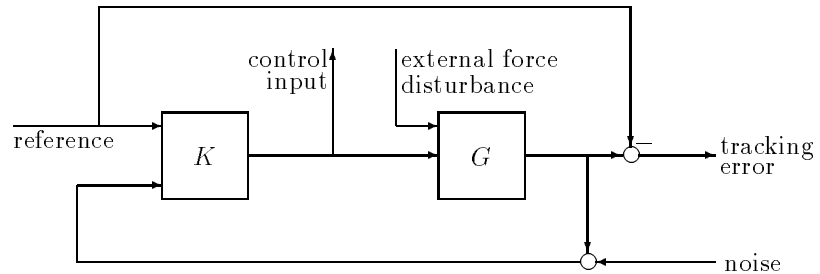 control
input
external force
disturbance
reference
K
G
−
tracking
error
noise